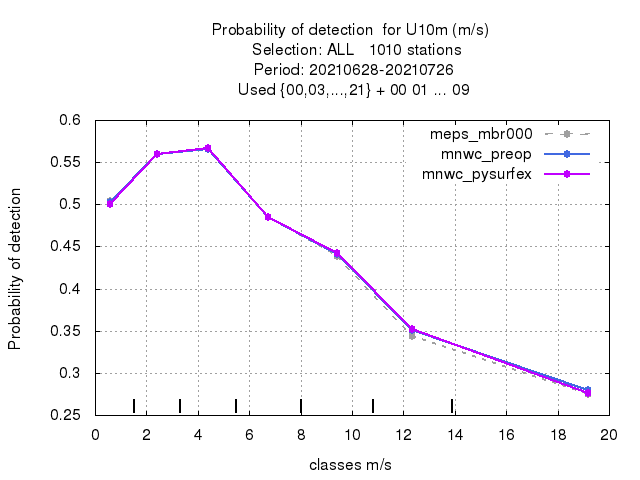 Probability of detection  for U10m (m/s)
Selection: ALL   1010 stations
Period: 20210628-20210726
Used {00,03,...,21} + 00 01 ... 09
meps_mbr000
mnwc_preop
mnwc_pysurfex
Probability of detection
0.6
0.55
0.5
0.45
0.4
0.35
0.3
0.25
0 2 4 6 8 10 12 14 16 18 20
classes m/s